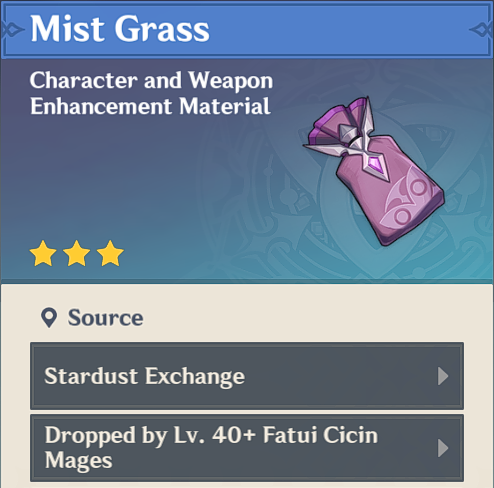 Mist Grass
Character and Weapon
Enhancement Material
Source
Stardust Exchange
Dropped by Lv. 40+ Fatui Cicin
Mages